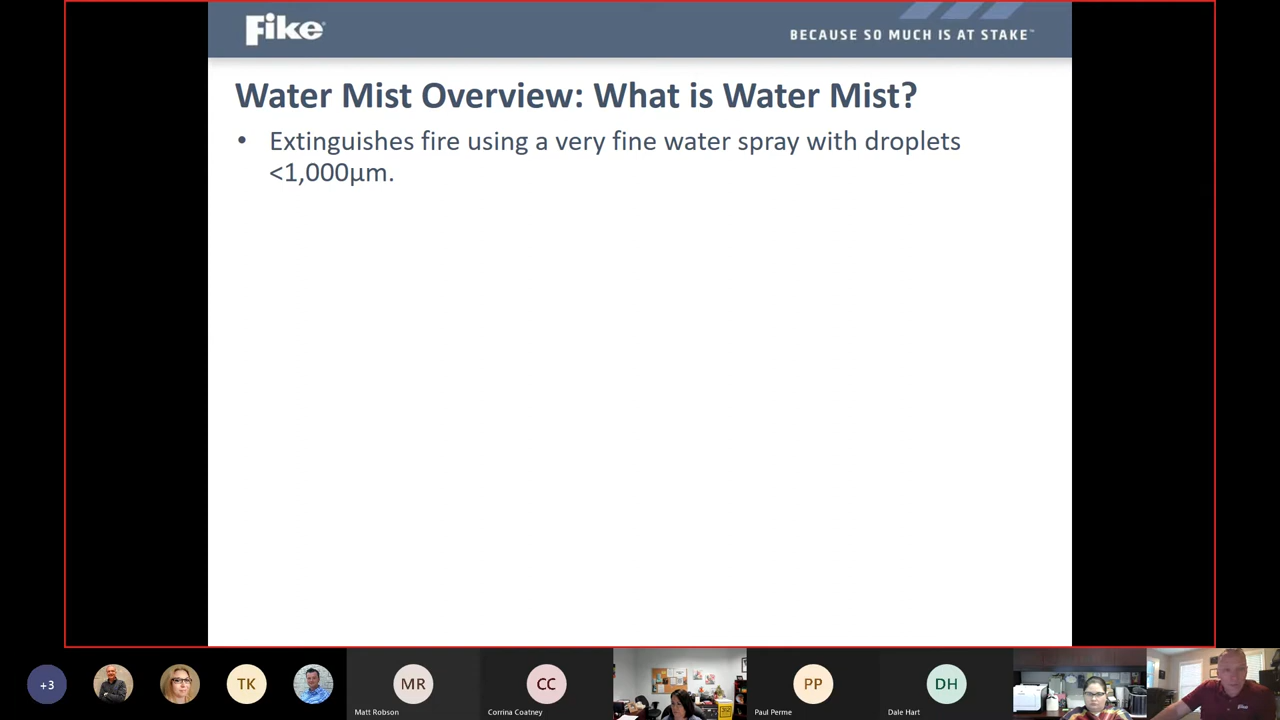 Fike
BECAUSE SO MUCH IS AT STAKE™
Water Mist Overview: What is Water Mist?
• Extinguishes fire using a very fine water spray with droplets
<1,000µm.
+3
TK
MR
Matt Robson
CC
Corrina Coatney
PP
Paul Perme
DH
Dale Hart